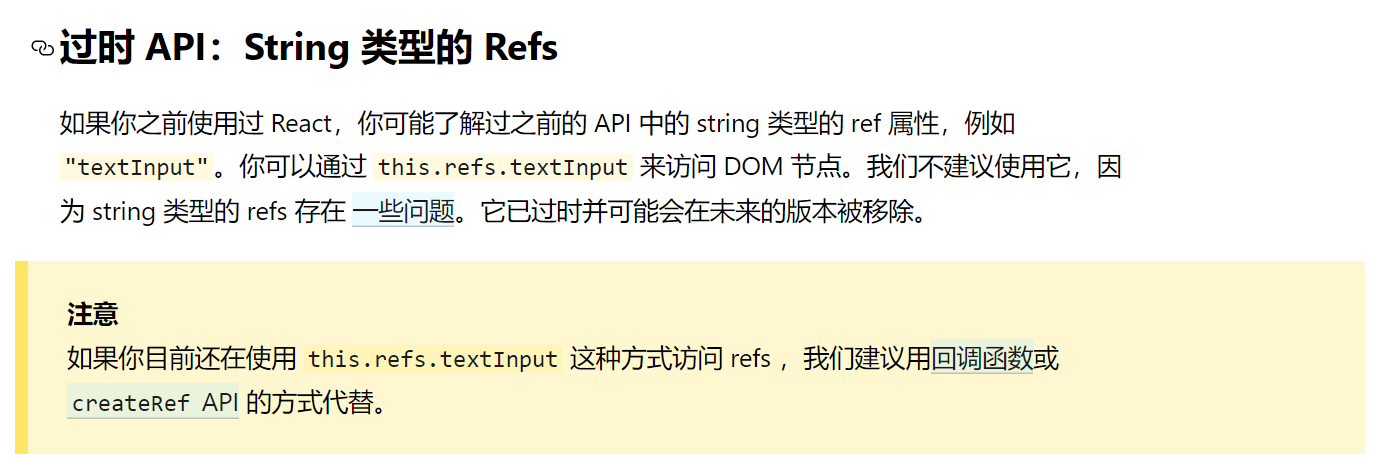 过时 API：String 类型的 Refs
如果你之前使用过 React，你可能了解过之前的 API 中的 string 类型的 ref 属性，例如
"textInput"。你可以通过 this.refs.textInput 来访问 DOM 节点。我们不建议使用它，因
为 string 类型的 refs 存在 一些问题。它已过时并可能会在未来的版本被移除。
注意
如果你目前还在使用 this.refs.textInput 这种方式访问 refs ，我们建议用回调函数或
createRef API 的方式代替。